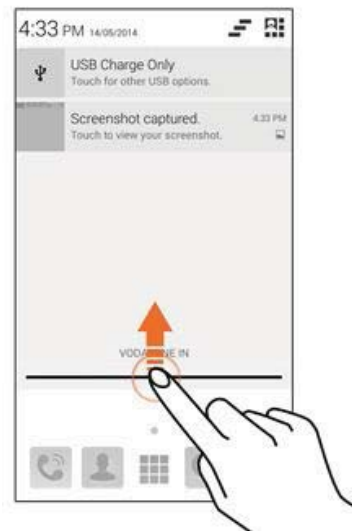 4:33 PM 14/05/2014
USB Charge Only
Touch for other USB options.
Screenshot captured.
4:33 PM
Touch to view your screenshot.
IN